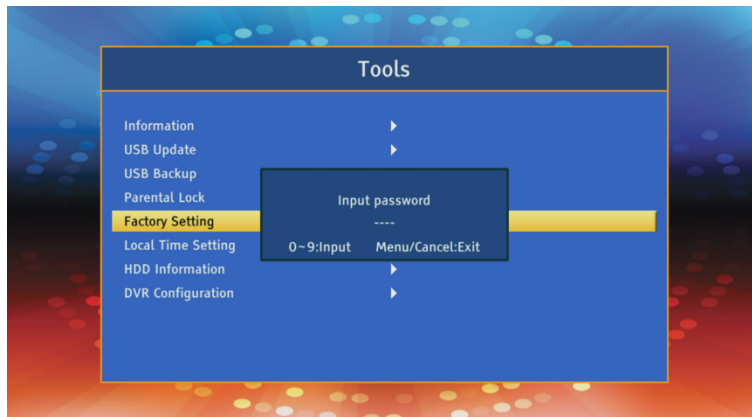 Tools
Information
USB Update
USB Backup
Parental Lock
Factory Setting
Local Time Setting
HDD Information
DVR Configuration
Input password
----
0~9:Input Menu/Cancel:Exit